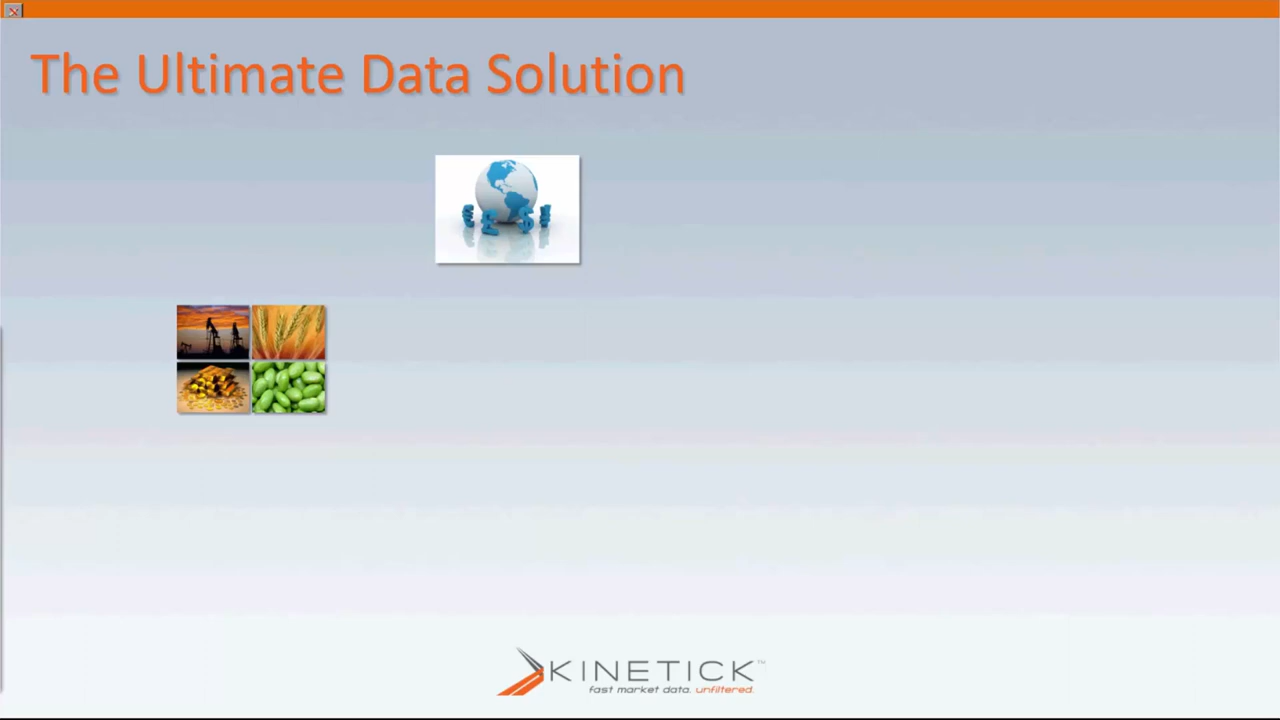 The Ultimate Data Solution
€ £ $ ¥
KINETICK™
fast market data. unfiltered.